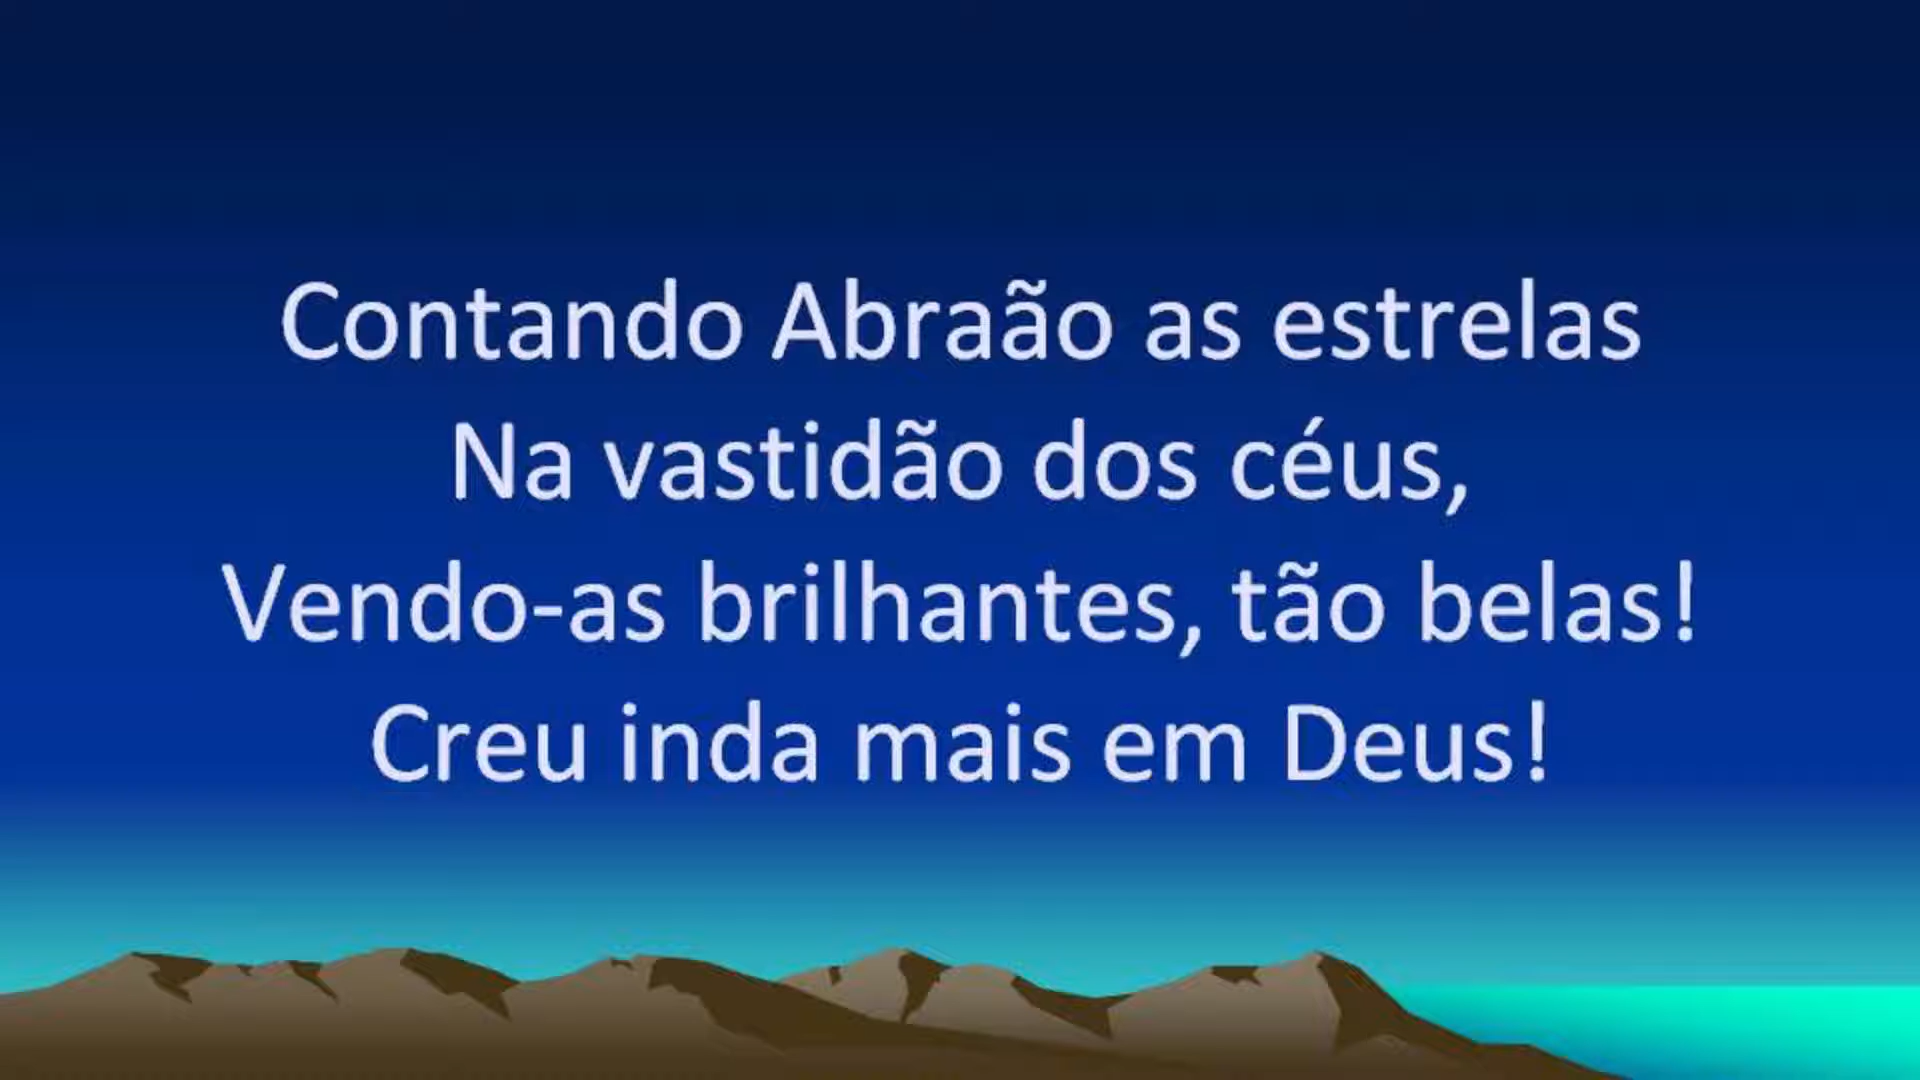 Contando Abraão as estrelas
Na vastidão dos céus,
Vendo-as brilhantes, tão belas!
Creu inda mais em Deus!